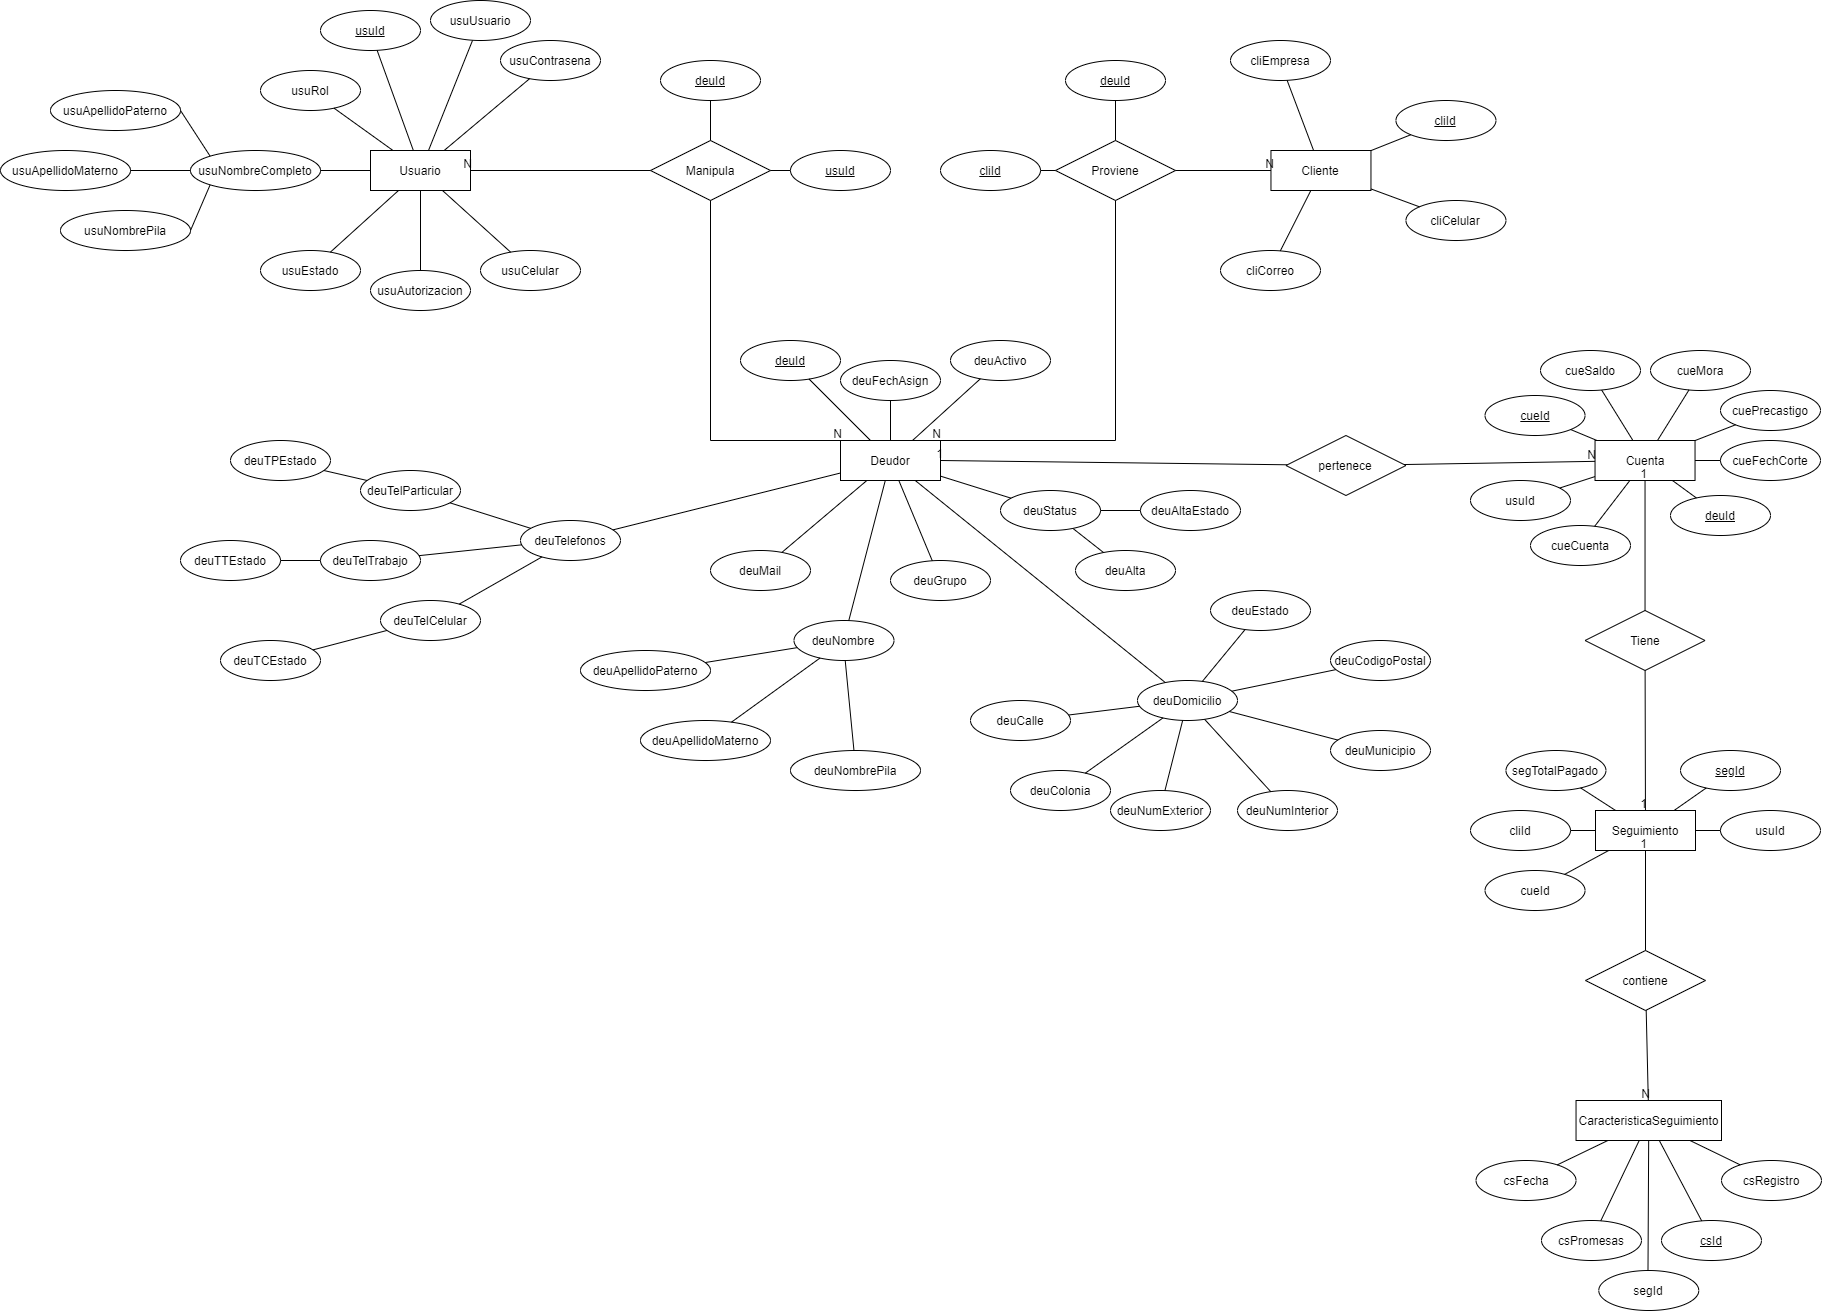 usuUsuario
usuId
usuContrasena
cliEmpresa
deuId
deuId
usuRol
usuApellidoPaterno
cliId
N
N
usuApellidoMaterno
usuNombreCompleto
Usuario
Manipula
usuId
cliId
Proviene
Cliente
usuNombrePila
cliCelular
usuEstado
usuCelular
cliCorreo
usuAutorizacion
deuId
deuActivo
deuFechAsign
cueSaldo
cueMora
cueId
cuePrecastigo
N
N
1
N
deuTPEstado
Deudor
pertenece
Cuenta
cueFechCorte
1
deuTelParticular
usuId
deuStatus
deuAltaEstado
deuId
deuTelefonos
cueCuenta
deuTTEstado
deuTelTrabajo
deuMail
deuAlta
deuGrupo
deuEstado
deuTelCelular
deuNombre
Tiene
deuTCEstado
deuCodigoPostal
deuApellidoPaterno
deuDomicilio
deuCalle
deuApellidoMaterno
deuMunicipio
deuNombrePila
segTotalPagado
segId
deuColonia
1
deuNumExterior
deuNumInterior
cliId
Seguimiento
usuId
1
cueId
contiene
N
CaracteristicaSeguimiento
csFecha
csRegistro
csPromesas
csId
segId